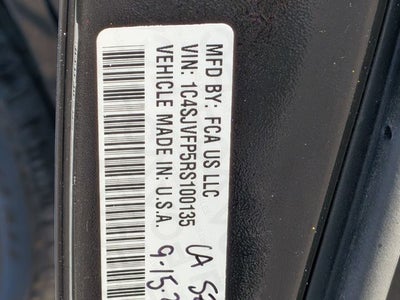 MFD BY: FCA US LLC
VIN: 1C4SJVFP5RS100135
VEHICLE MADE IN: U.S.A.